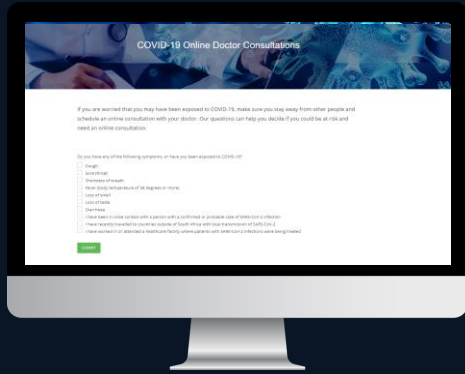 COVID-19 Online Doctor Consultations
If you are worried that you may have been exposed to COVID-19, make sure you stay away from other people and
schedule an online consultation with your doctor. Our questions can help you decide if you could be at risk and
need an online consultation.
Do you have any of the following symptoms, or have you been exposed to COVID-19?
Cough
Sore throat
Shortness of breath
Fever (body temperature of 38 degrees or more)
Loss of smell
Loss of taste
Diarrhoea
I have been in close contact with a person with a confirmed or probable case of SARS-CoV-2 infection
I have recently travelled to countries outside of South Africa with local transmission of SARS-CoV-2
I have worked in or attended a healthcare facility where patients with SARS-CoV-2 infections were being treated
SUBMIT